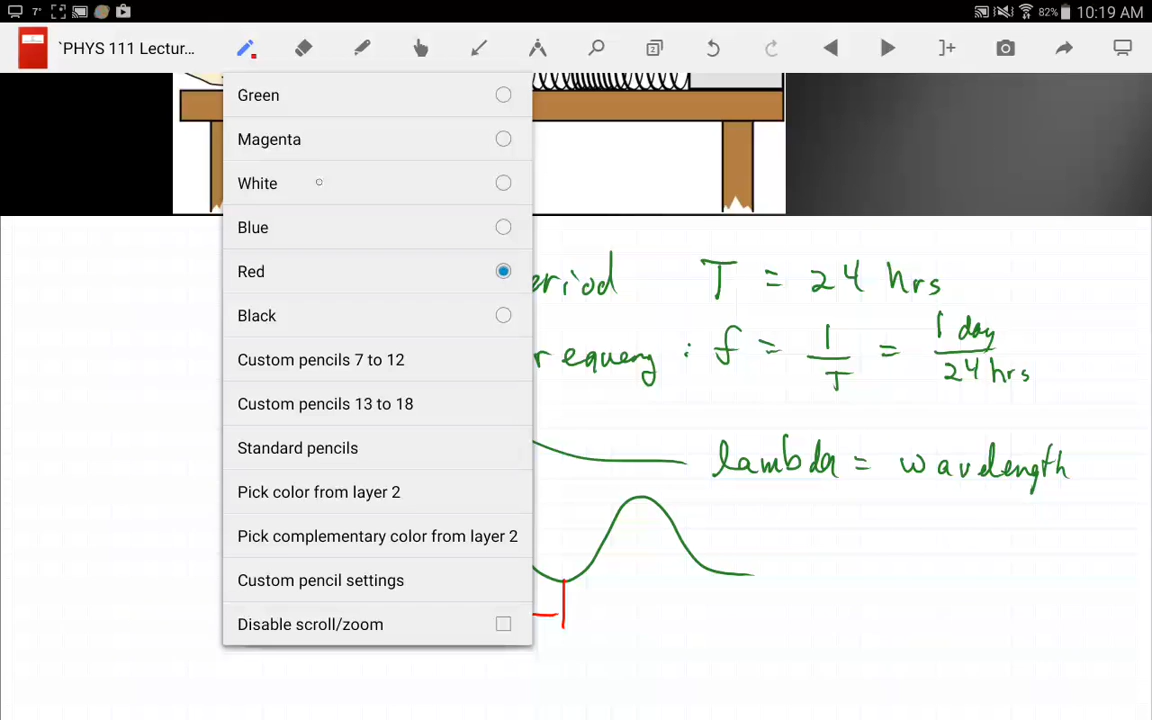 7° 82% 10:19 AM
`PHYS 111 Lectur...
Green
Magenta
White
Blue
Red
Black
Custom pencils 7 to 12
Custom pencils 13 to 18
Standard pencils
Pick color from layer 2
Pick complementary color from layer 2
Custom pencil settings
Disable scroll/zoom
eriod T = 24 hrs
requency : f = 1/T = 1 day/24 hrs
lambda = wavelength